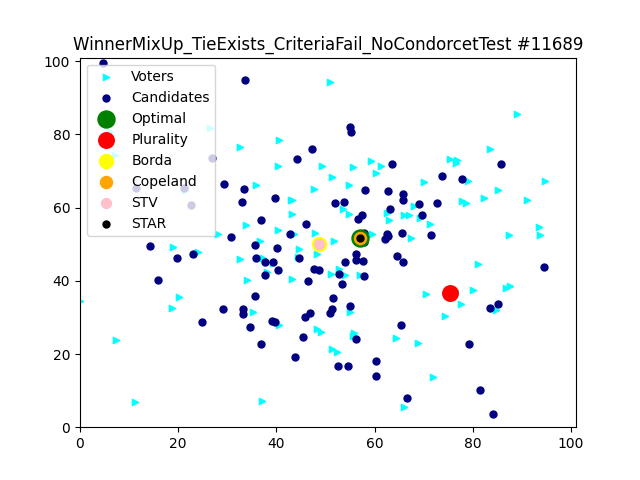 WinnerMixUp_TieExists_CriteriaFail_NoCondorcetTest #11689
100
80
60
40
20
0
0
20
40
60
80
100
Voters
Candidates
Optimal
Plurality
Borda
Copeland
STV
STAR